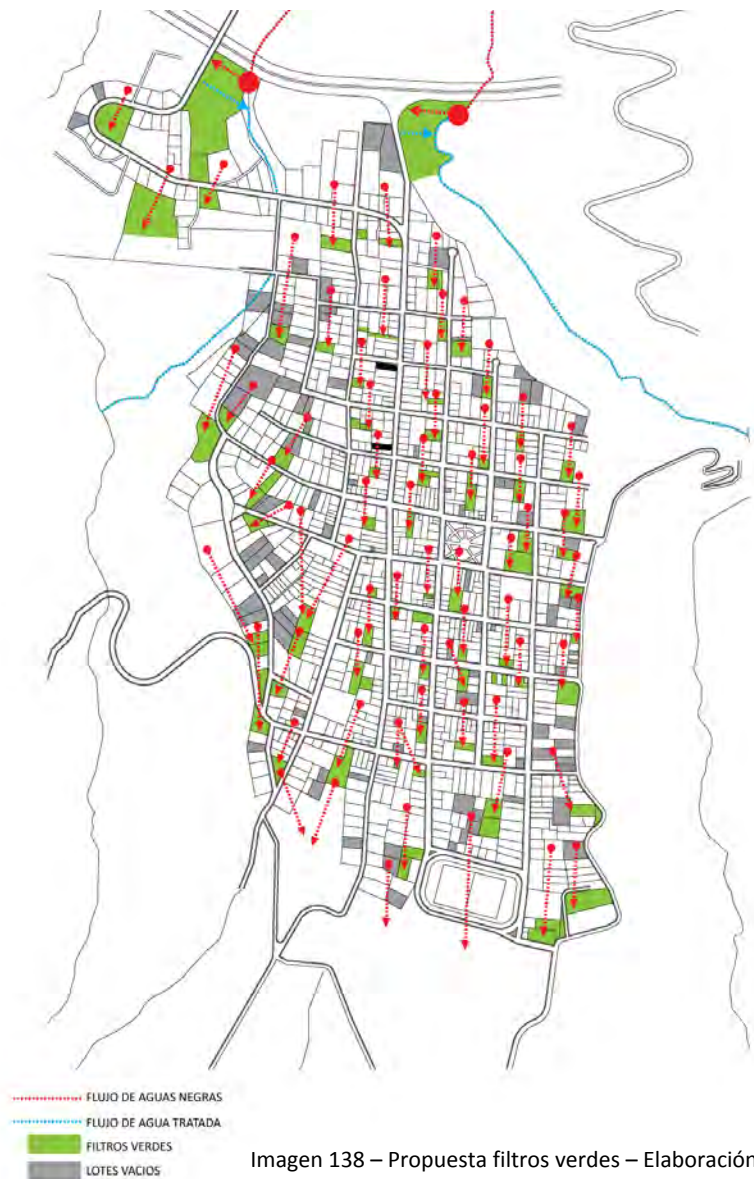 FLUJO DE AGUAS NEGRAS
FLUJO DE AGUA TRATADA
FILTROS VERDES
LOTES VACIOS
Imagen 138 – Propuesta filtros verdes – Elaboración